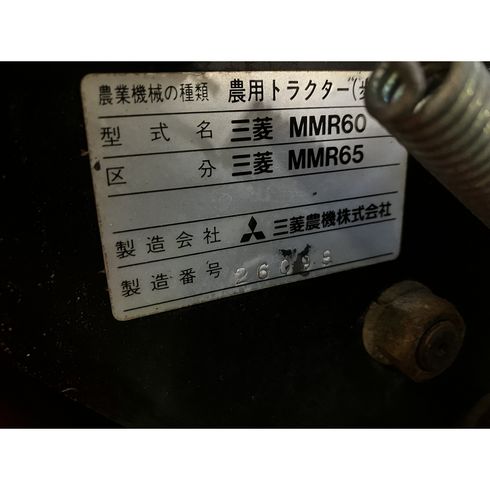 農業機械の種類 農用トラクター(歩
型式名 三菱 MMR60
区分 三菱 MMR65
製造会社 三菱農機株式会社
製造番号